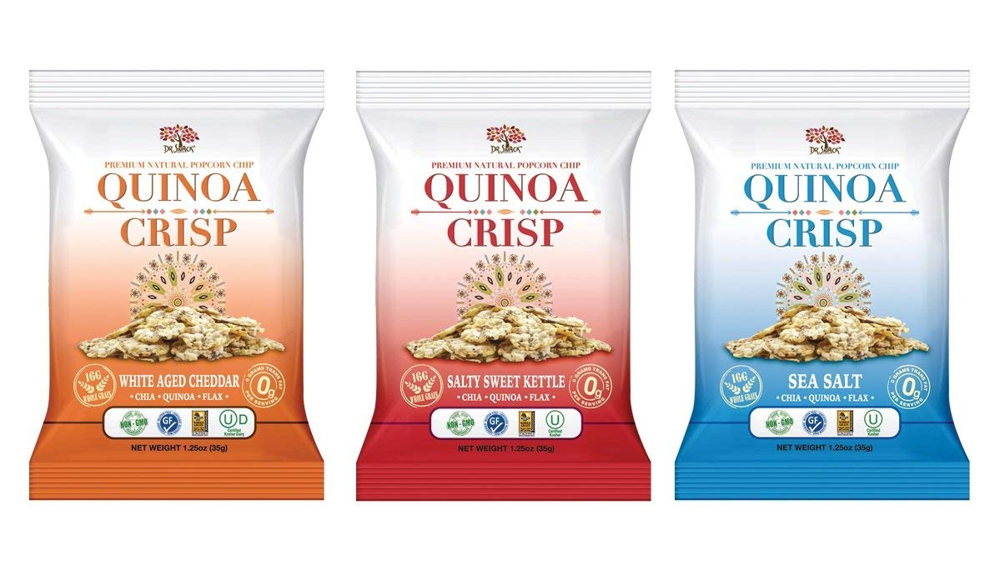 DR. SNACK
PREMIUM NATURAL POPCORN CHIP
QUINOA
CRISP
16G
WHOLE GRAIN
WHITE AGED CHEDDAR
• CHIA • QUINOA • FLAX •
0 GRAMS TRANS FAT
0g
PER SERVING
NON-GMO
GF
U D
Certified
Kosher Dairy
NET WEIGHT 1.25oz (35g)
DR. SNACK
PREMIUM NATURAL POPCORN CHIP
QUINOA
CRISP
16G
WHOLE GRAIN
SALTY SWEET KETTLE
• CHIA • QUINOA • FLAX •
0 GRAMS TRANS FAT
0g
PER SERVING
NON-GMO
GF
U
Certified
Kosher
NET WEIGHT 1.25oz (35g)
DR. SNACK
PREMIUM NATURAL POPCORN CHIP
QUINOA
CRISP
16G
WHOLE GRAIN
SEA SALT
• CHIA • QUINOA • FLAX •
0 GRAMS TRANS FAT
0g
PER SERVING
NON-GMO
GF
U
Certified
Kosher
NET WEIGHT 1.25oz (35g)